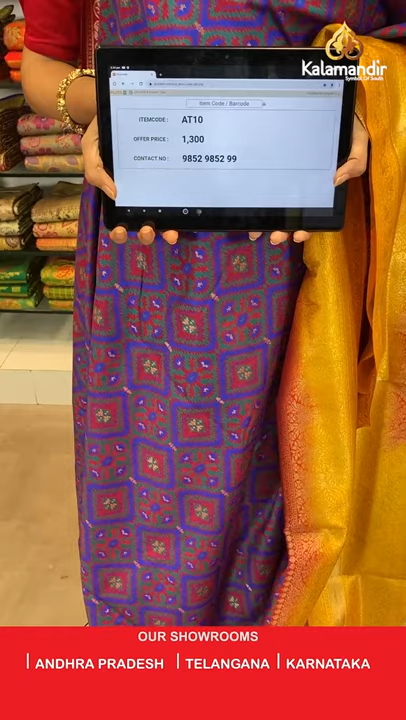 Kalamandir
Symbol Of South
Item Code / Barcode
ITEMCODE : AT10
OFFER PRICE : 1,300
CONTACT NO : 9852 9852 99
OUR SHOWROOMS
| ANDHRA PRADESH | TELANGANA | KARNATAKA